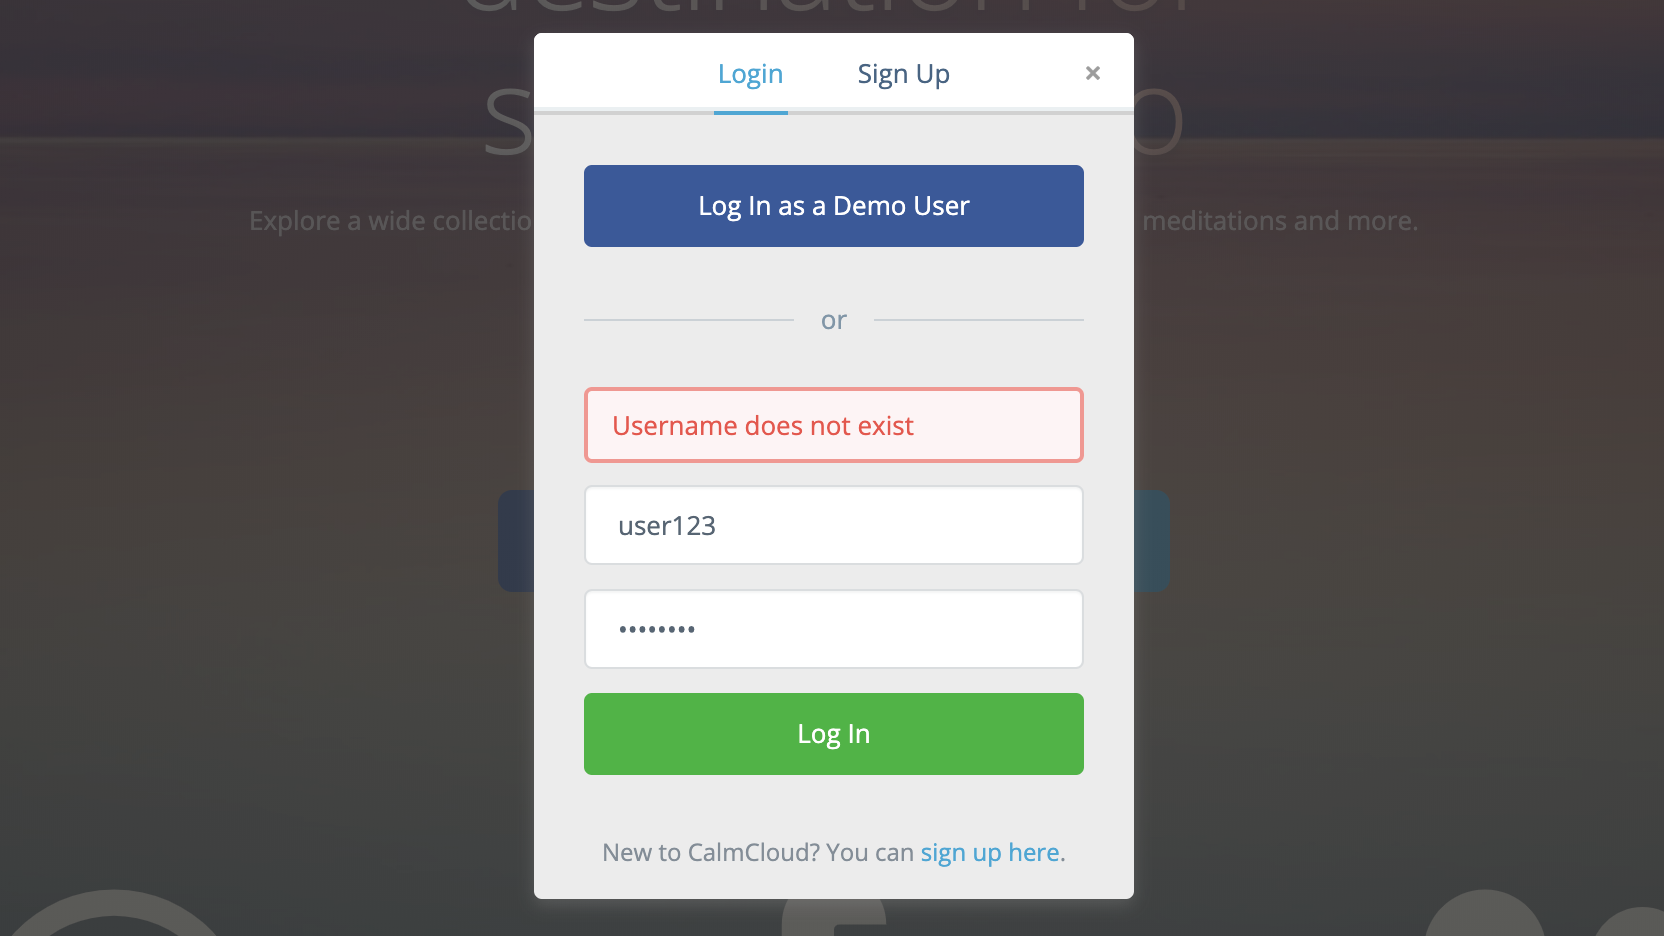 Login Sign Up ×
Log In as a Demo User
Explore a wide collectio meditations and more.
or
Username does not exist
user123
••••••••
Log In
New to CalmCloud? You can sign up here.